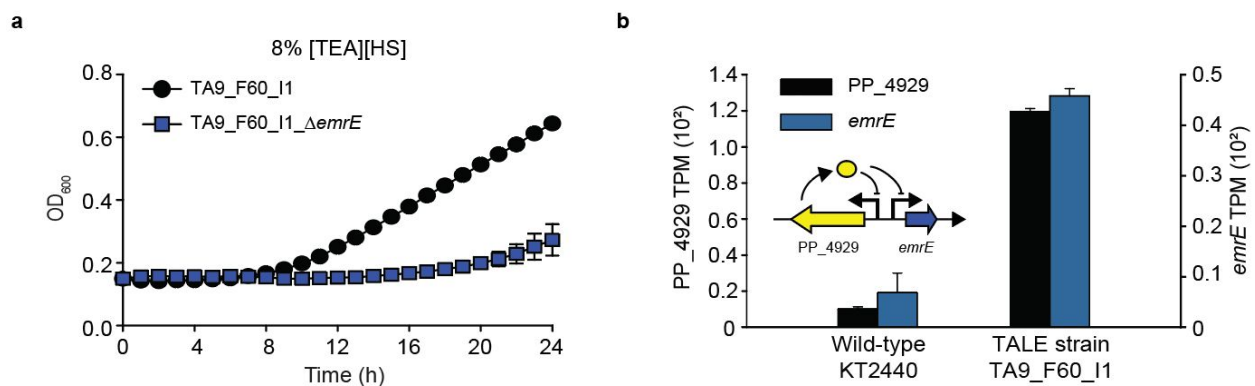 a
8% [TEA][HS]
0.8
0.6
0.4
0.2
0.0
OD600
TA9_F60_I1
TA9_F60_I1_ΔemrE
0
4
8
12
16
20
24
Time (h)
b
1.4
1.2
1.0
0.8
0.6
0.4
0.2
0
PP_4929 TPM (10²)
PP_4929
emrE
PP_4929
emrE
0.5
0.4
0.3
0.2
0.1
0
emrE TPM (10²)
Wild-type
KT2440
TALE strain
TA9_F60_I1